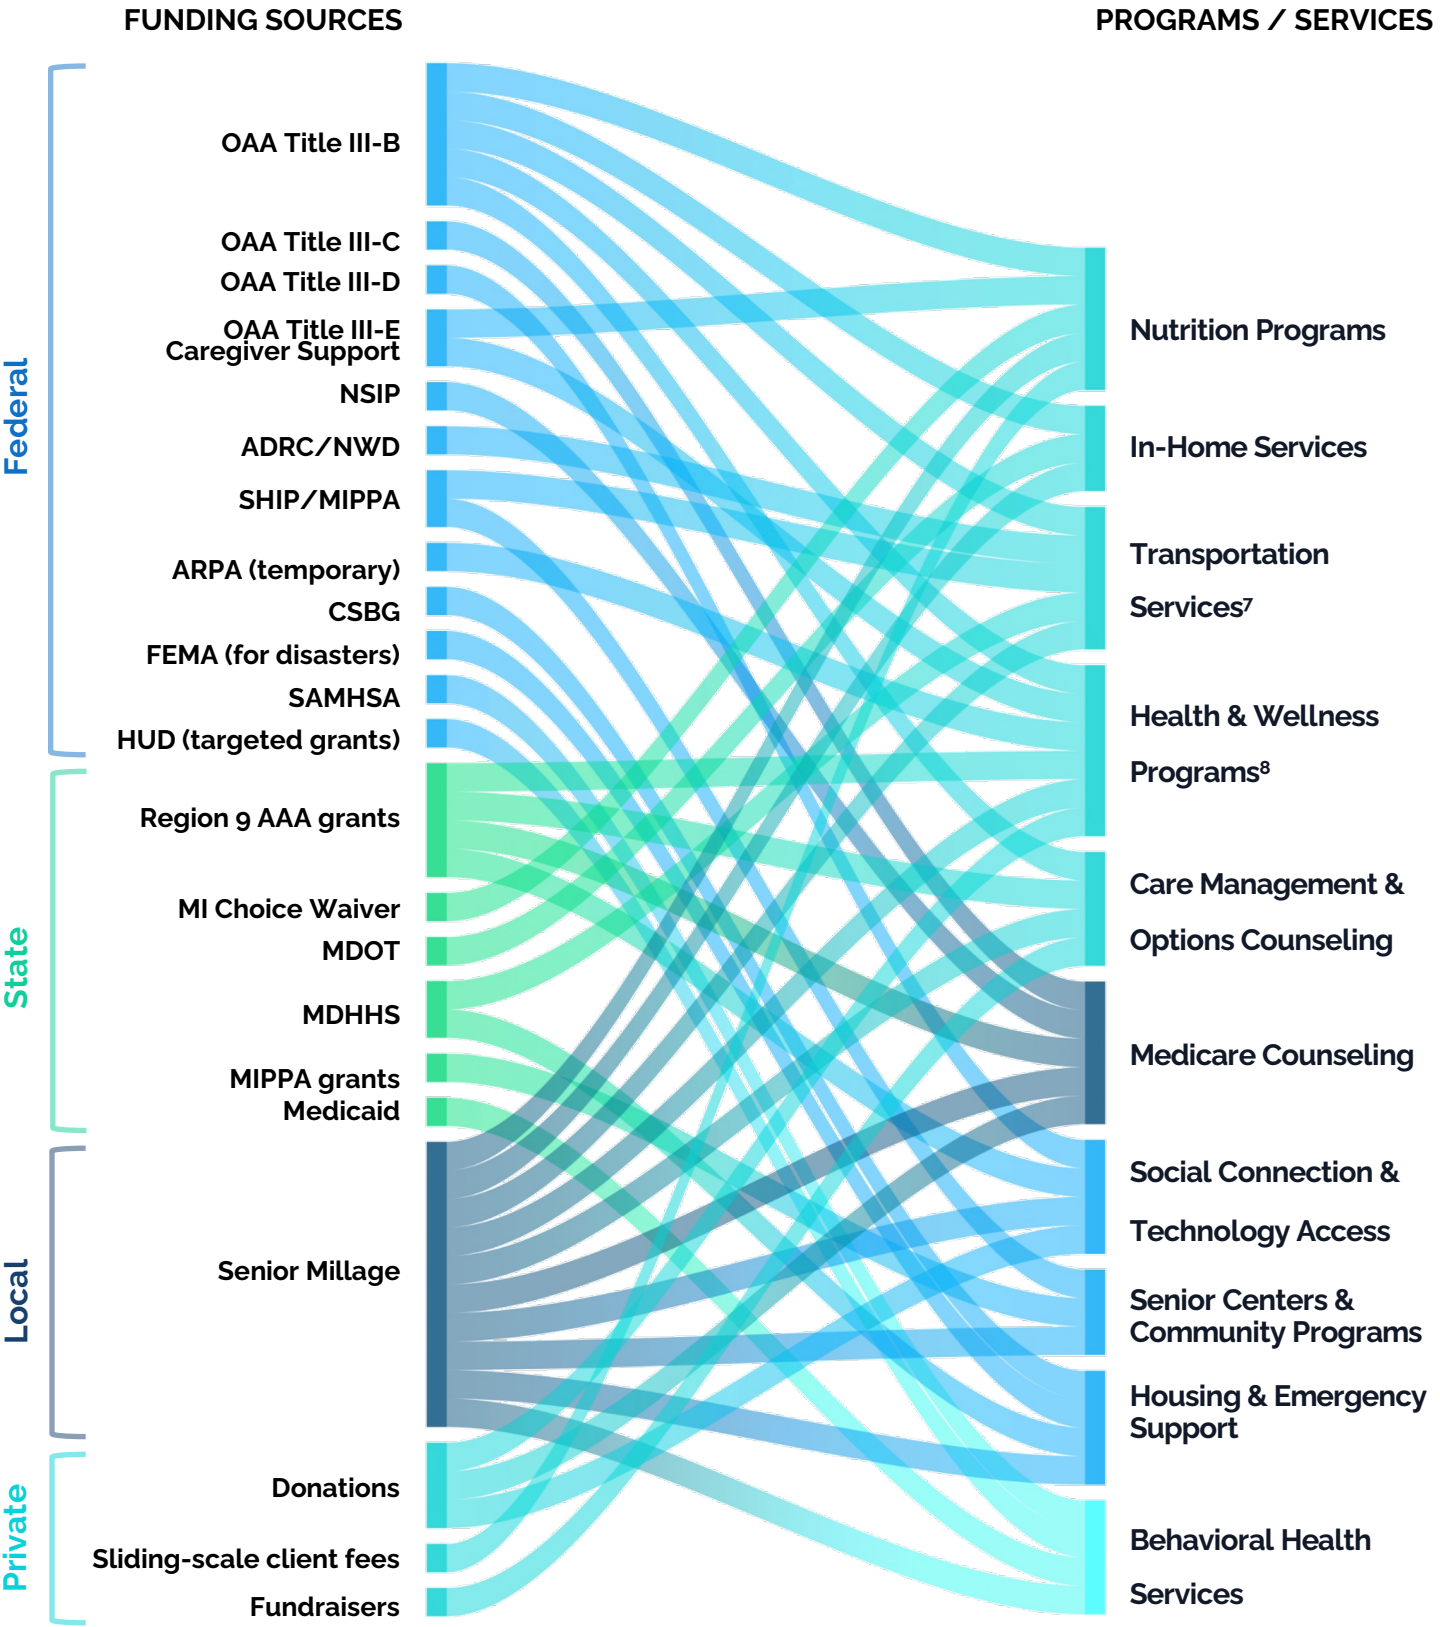 FUNDING SOURCES
PROGRAMS / SERVICES
Federal
OAA Title III-B
OAA Title III-C
OAA Title III-D
OAA Title III-E
Caregiver Support
NSIP
ADRC/NWD
SHIP/MIPPA
ARPA (temporary)
CSBG
FEMA (for disasters)
SAMHSA
HUD (targeted grants)
State
Region 9 AAA grants
MI Choice Waiver
MDOT
MDHHS
MIPPA grants
Medicaid
Local
Senior Millage
Private
Donations
Sliding-scale client fees
Fundraisers
Nutrition Programs
In-Home Services
Transportation
Services⁷
Health & Wellness
Programs⁸
Care Management &
Options Counseling
Medicare Counseling
Social Connection &
Technology Access
Senior Centers &
Community Programs
Housing & Emergency
Support
Behavioral Health
Services